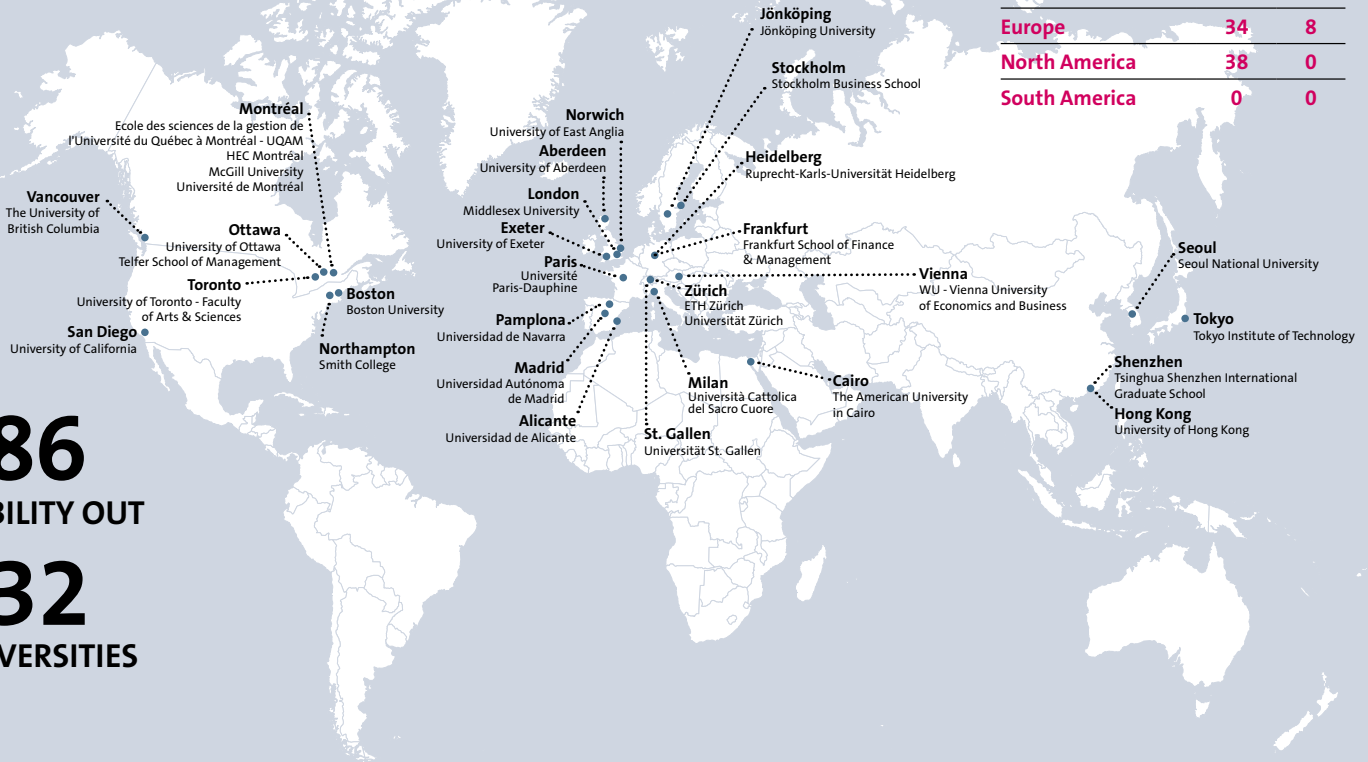 Europe 34 8
North America 38 0
South America 0 0
Jönköping
Jönköping University
Stockholm
Stockholm Business School
Montréal
Ecole des sciences de la gestion de
l'Université du Québec à Montréal - UQAM
HEC Montréal
McGill University
Université de Montréal
Norwich
University of East Anglia
Aberdeen
University of Aberdeen
Heidelberg
Ruprecht-Karls-Universität Heidelberg
Vancouver
The University of
British Columbia
London
Middlesex University
Exeter
University of Exeter
Ottawa
University of Ottawa
Telfer School of Management
Frankfurt
Frankfurt School of Finance
& Management
Paris
Université
Paris-Dauphine
Seoul
Seoul National University
Vienna
WU - Vienna University
of Economics and Business
Toronto
University of Toronto - Faculty
of Arts & Sciences
Boston
Boston University
Zürich
ETH Zürich
Universität Zürich
San Diego
University of California
Pamplona
Universidad de Navarra
Tokyo
Tokyo Institute of Technology
Northampton
Smith College
Madrid
Universidad Autónoma
de Madrid
Milan
Università Cattolica
del Sacro Cuore
Cairo
The American University
in Cairo
Shenzhen
Tsinghua Shenzhen International
Graduate School
Hong Kong
University of Hong Kong
Alicante
Universidad de Alicante
St. Gallen
Universität St. Gallen
86
BILITY OUT
32
VERSITIES